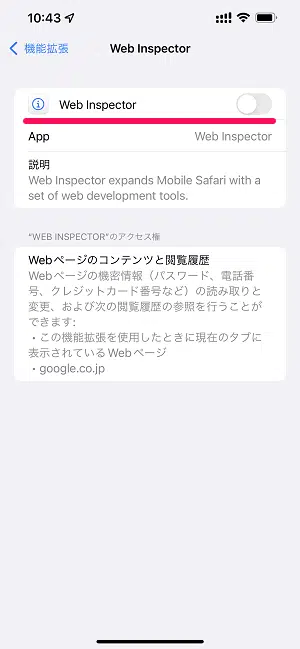 10:43
機能拡張
Web Inspector
Web Inspector
App
Web Inspector
説明
Web Inspector expands Mobile Safari with a
set of web development tools.
"WEB INSPECTOR"のアクセス権
Webページのコンテンツと閲覧履歴
Webページの機密情報（パスワード、電話番
号、クレジットカード番号など）の読み取りと
変更、および次の閲覧履歴の参照を行うことが
できます:
・この機能拡張を使用したときに現在のタブに
表示されているWebページ
・google.co.jp